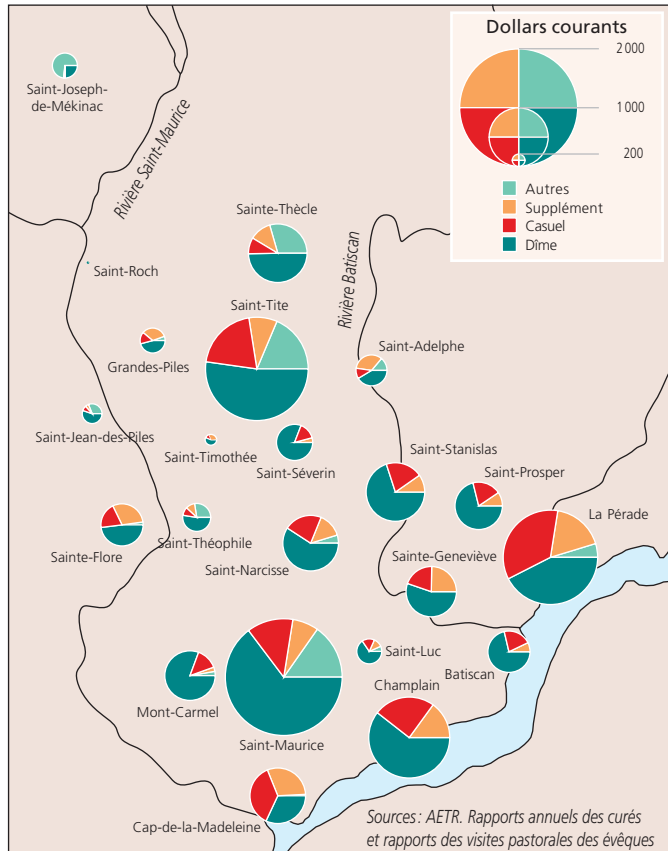 Dollars courants
2 000
1 000
200
Autres
Supplément
Casuel
Dîme
Saint-Joseph-
de-Mékinac
Rivière Saint-Maurice
Sainte-Thècle
Saint-Roch
Saint-Tite
Rivière Batiscan
Grandes-Piles
Saint-Adelphe
Saint-Jean-des-Piles
Saint-Timothée
Saint-Séverin
Saint-Stanislas
Saint-Prosper
La Pérade
Sainte-Flore
Saint-Théophile
Saint-Narcisse
Sainte-Geneviève
Saint-Luc
Batiscan
Mont-Carmel
Champlain
Saint-Maurice
Cap-de-la-Madeleine
Sources : AETR. Rapports annuels des curés
et rapports des visites pastorales des évêques